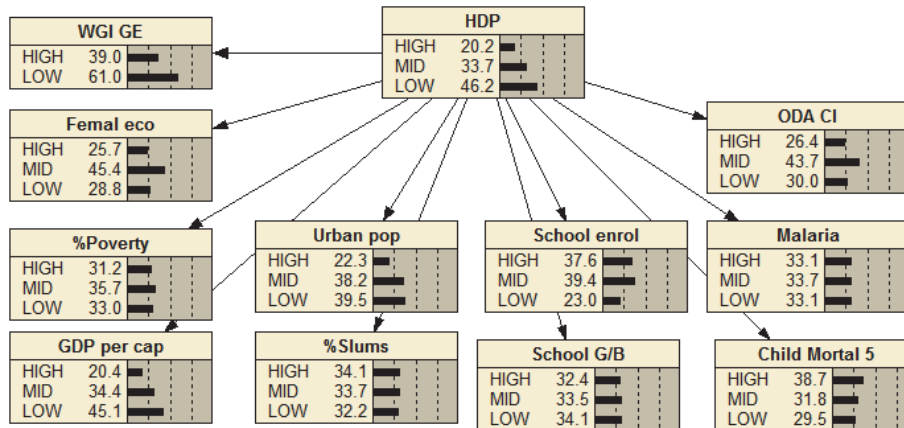 HDP
HIGH 20.2
MID 33.7
LOW 46.2
WGI GE
HIGH 39.0
LOW 61.0
Femal eco
HIGH 25.7
MID 45.4
LOW 28.8
ODA CI
HIGH 26.4
MID 43.7
LOW 30.0
%Poverty
HIGH 31.2
MID 35.7
LOW 33.0
Urban pop
HIGH 22.3
MID 38.2
LOW 39.5
School enrol
HIGH 37.6
MID 39.4
LOW 23.0
Malaria
HIGH 33.1
MID 33.7
LOW 33.1
GDP per cap
HIGH 20.4
MID 34.4
LOW 45.1
%Slums
HIGH 34.1
MID 33.7
LOW 32.2
School G/B
HIGH 32.4
MID 33.5
LOW 34.1
Child Mortal 5
HIGH 38.7
MID 31.8
LOW 29.5